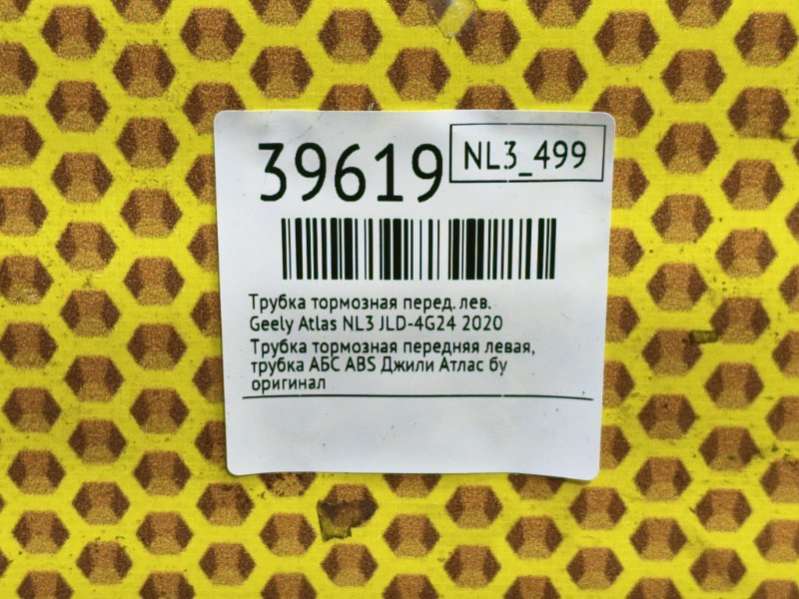 39619
NL3_499
Трубка тормозная перед. лев.
Geely Atlas NL3 JLD-4G24 2020
Трубка тормозная передняя левая,
трубка АБС ABS Джили Атлас бу
оригинал